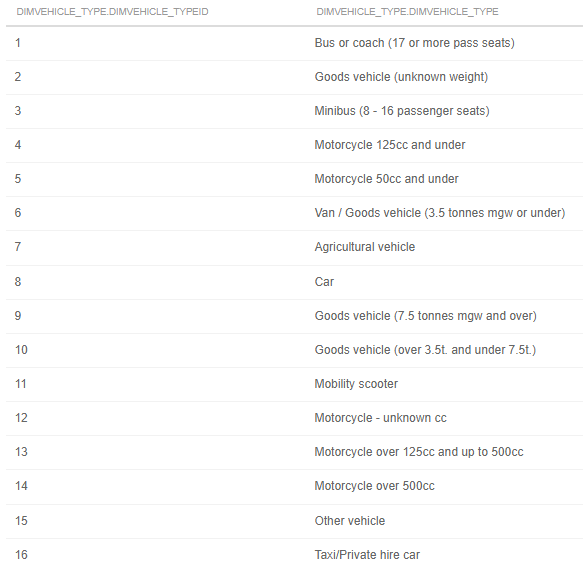 DIMVEHICLE_TYPE.DIMVEHICLE_TYPEID DIMVEHICLE_TYPE.DIMVEHICLE_TYPE
1 Bus or coach (17 or more pass seats)
2 Goods vehicle (unknown weight)
3 Minibus (8 - 16 passenger seats)
4 Motorcycle 125cc and under
5 Motorcycle 50cc and under
6 Van / Goods vehicle (3.5 tonnes mgw or under)
7 Agricultural vehicle
8 Car
9 Goods vehicle (7.5 tonnes mgw and over)
10 Goods vehicle (over 3.5t. and under 7.5t.)
11 Mobility scooter
12 Motorcycle - unknown cc
13 Motorcycle over 125cc and up to 500cc
14 Motorcycle over 500cc
15 Other vehicle
16 Taxi/Private hire car